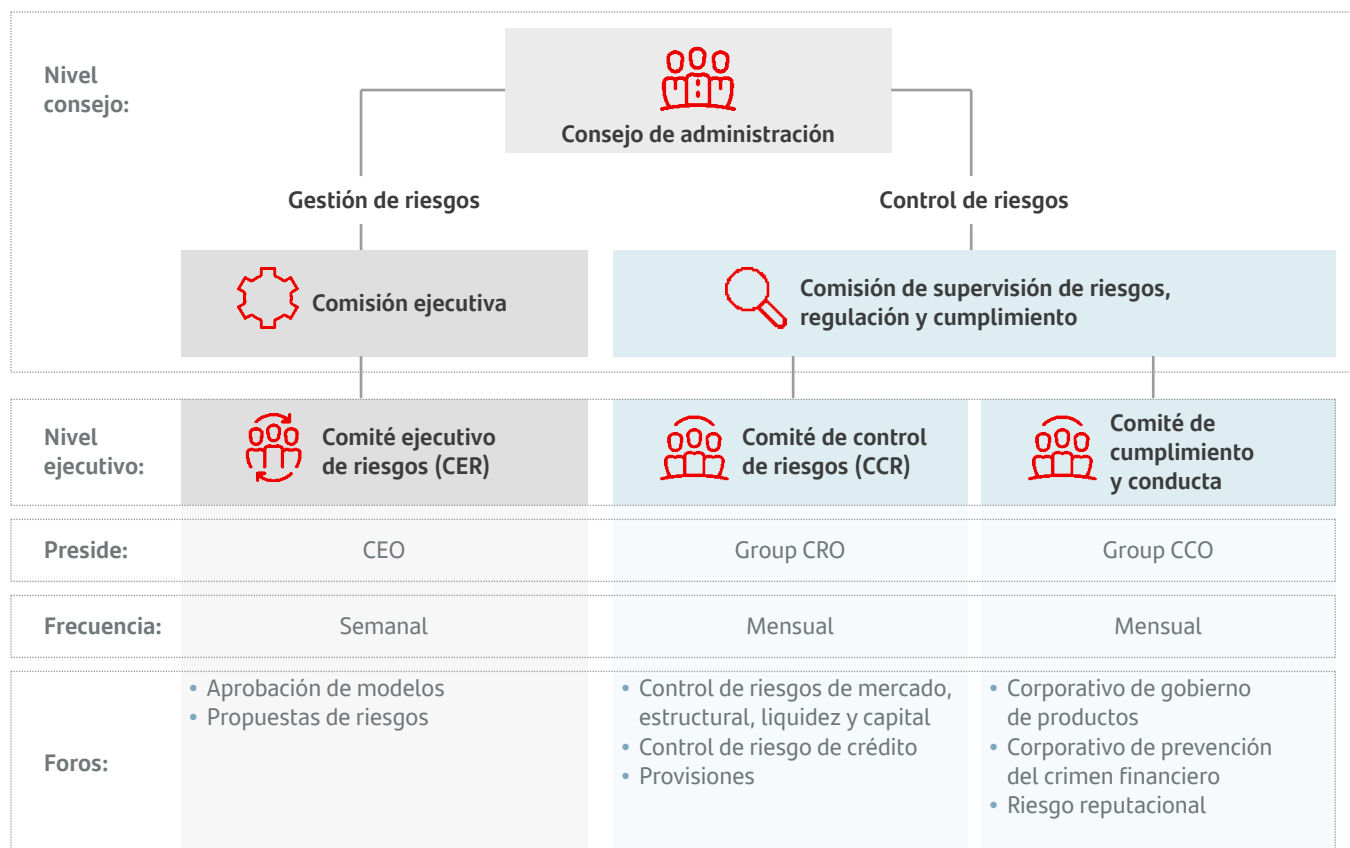 Nivel
consejo:
Consejo de administración
Gestión de riesgos
Control de riesgos
Comisión ejecutiva
Comisión de supervisión de riesgos,
regulación y cumplimiento
Nivel
ejecutivo:
Comité ejecutivo
de riesgos (CER)
Comité de control
de riesgos (CCR)
Comité de
cumplimiento
y conducta
Preside:
CEO
Group CRO
Group CCO
Frecuencia:
Semanal
Mensual
Mensual
Foros:
• Aprobación de modelos
• Propuestas de riesgos
• Control de riesgos de mercado,
estructural, liquidez y capital
• Control de riesgo de crédito
• Provisiones
• Corporativo de gobierno
de productos
• Corporativo de prevención
del crimen financiero
• Riesgo reputacional